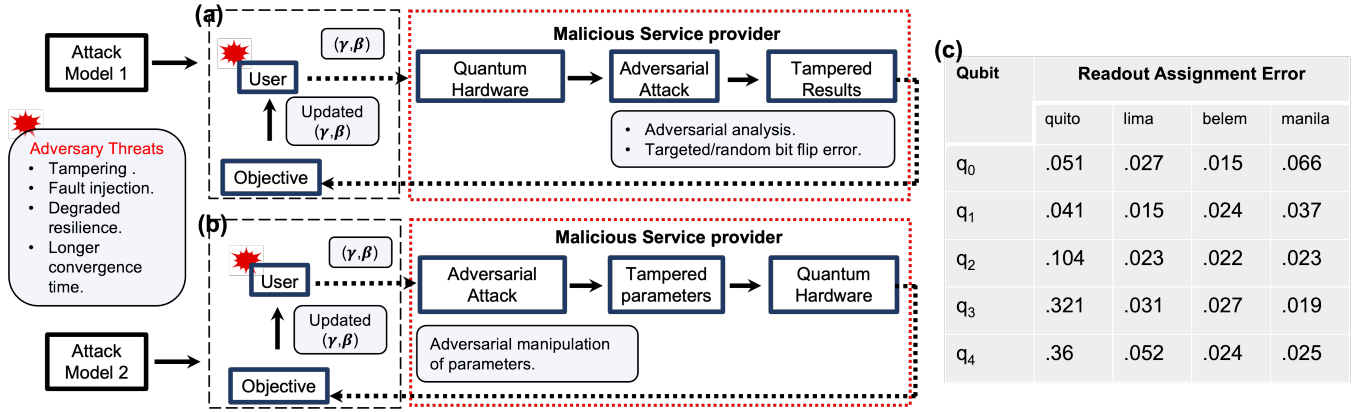 Attack
Model 1
Adversary Threats
• Tampering .
• Fault injection.
• Degraded
resilience.
• Longer
convergence
time.
Attack
Model 2
(a)
(γ,β)
User
Updated
(γ,β)
Objective
Malicious Service provider
Quantum
Hardware
Adversarial
Attack
Tampered
Results
• Adversarial analysis.
• Targeted/random bit flip error.
(b)
(γ,β)
User
Updated
(γ,β)
Objective
Malicious Service provider
Adversarial
Attack
Tampered
parameters
Quantum
Hardware
Adversarial manipulation
of parameters.
(c)
Qubit Readout Assignment Error
quito lima belem manila
q0 .051 .027 .015 .066
q1 .041 .015 .024 .037
q2 .104 .023 .022 .023
q3 .321 .031 .027 .019
q4 .36 .052 .024 .025